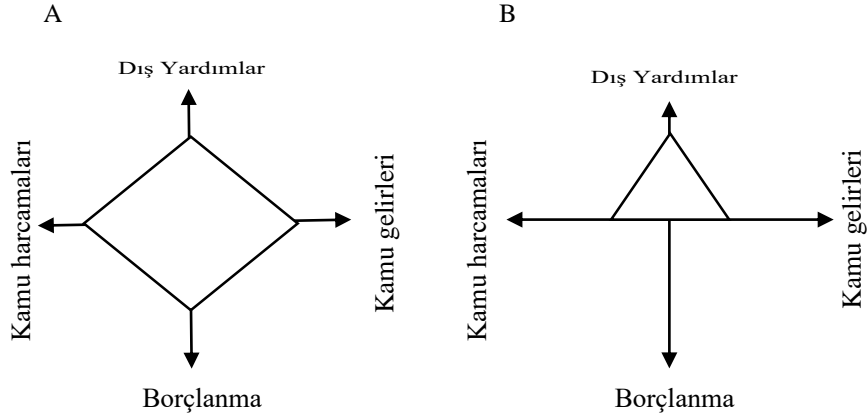 A
Dış Yardımlar
Kamu harcamaları
Kamu gelirleri
Borçlanma
B
Dış Yardımlar
Kamu harcamaları
Kamu gelirleri
Borçlanma